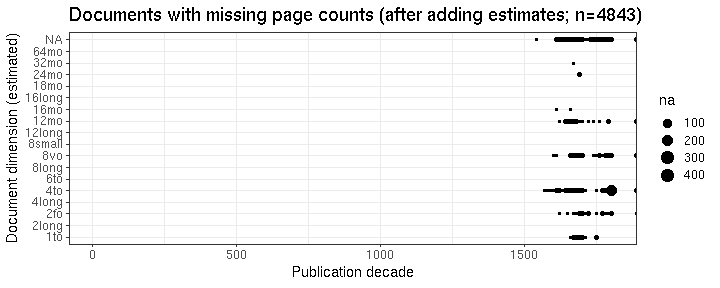 Documents with missing page counts (after adding estimates; n=4843)
Document dimension (estimated)
NA
64mo
32mo
24mo
18mo
16long
16mo
12mo
12long
8small
8vo
8long
6to
4to
4long
2fo
2long
1to
0
500
1000
1500
Publication decade
na
100
200
300
400